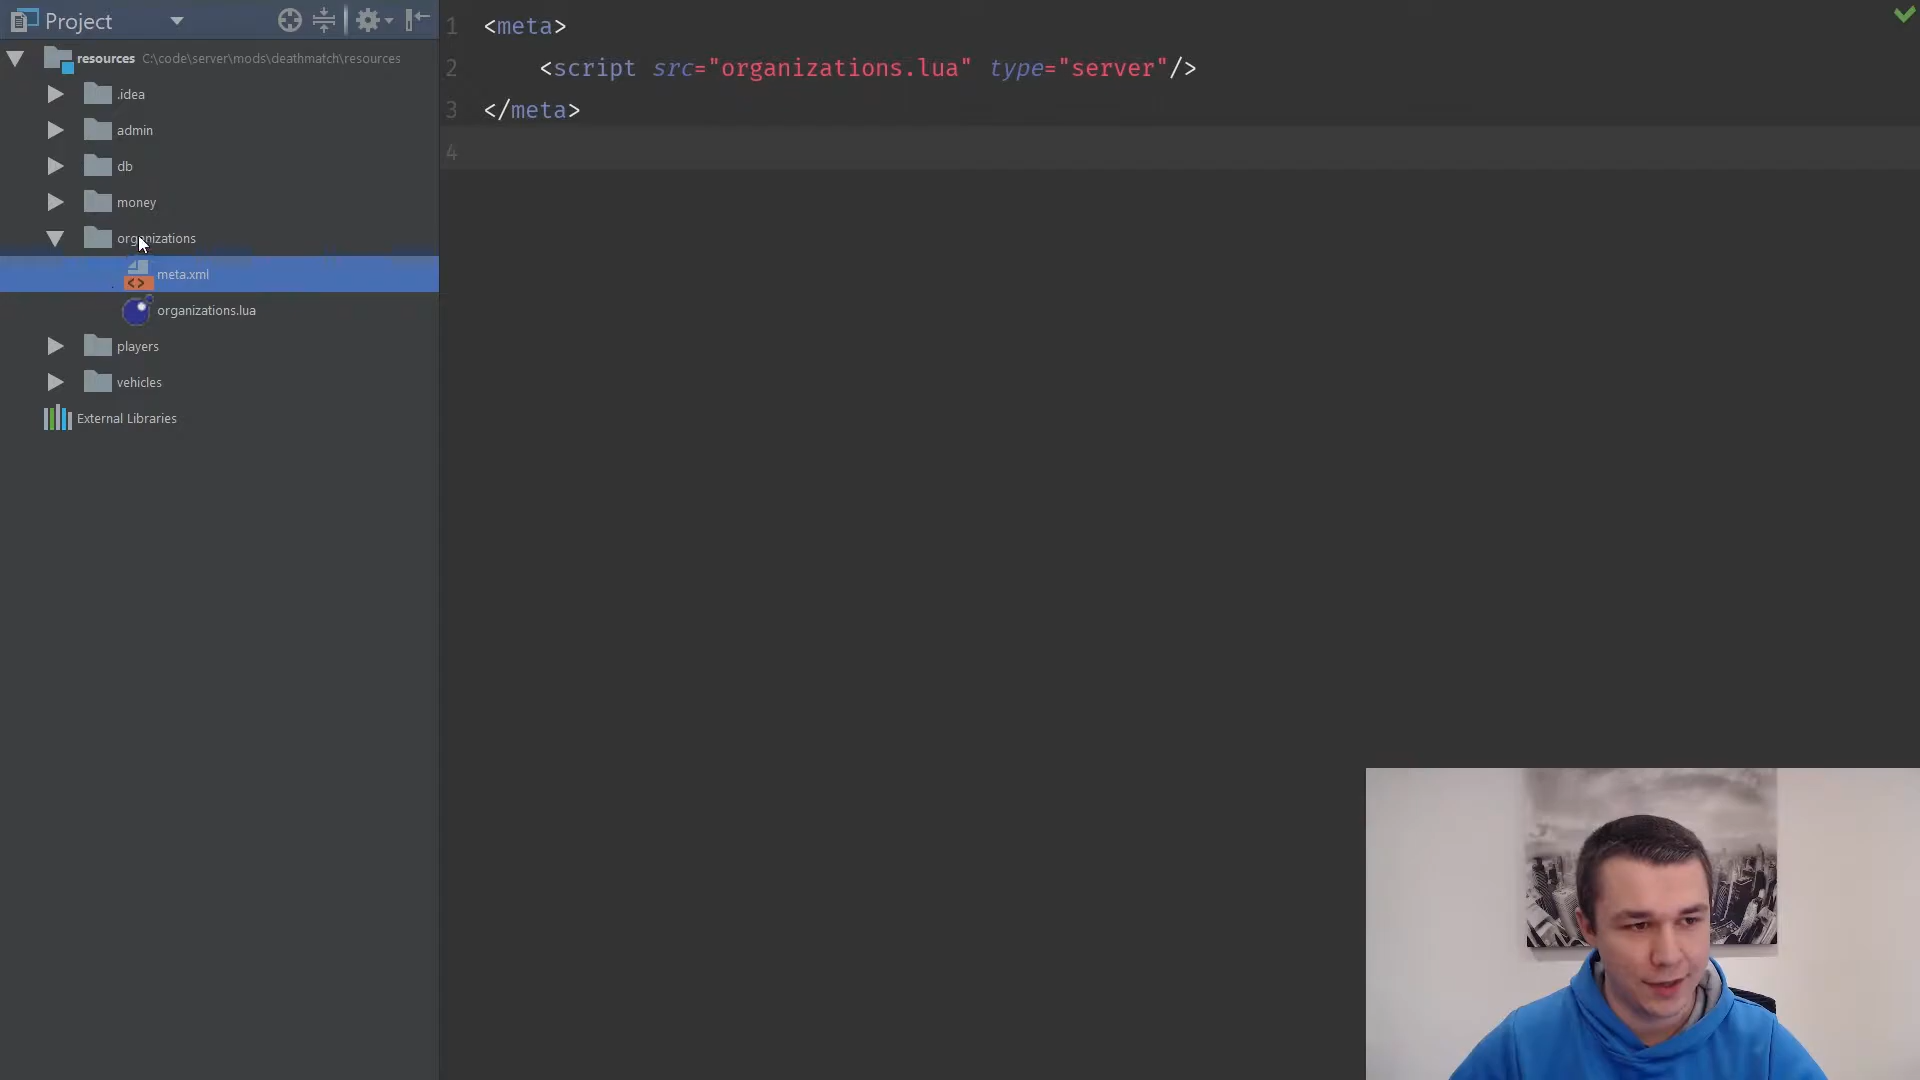 Project
resources C:\code\server\mods\deathmatch\resources
.idea
admin
db
money
organizations
meta.xml
organizations.lua
players
vehicles
External Libraries
1 <meta>
2 <script src="organizations.lua" type="server"/>
3 </meta>
4